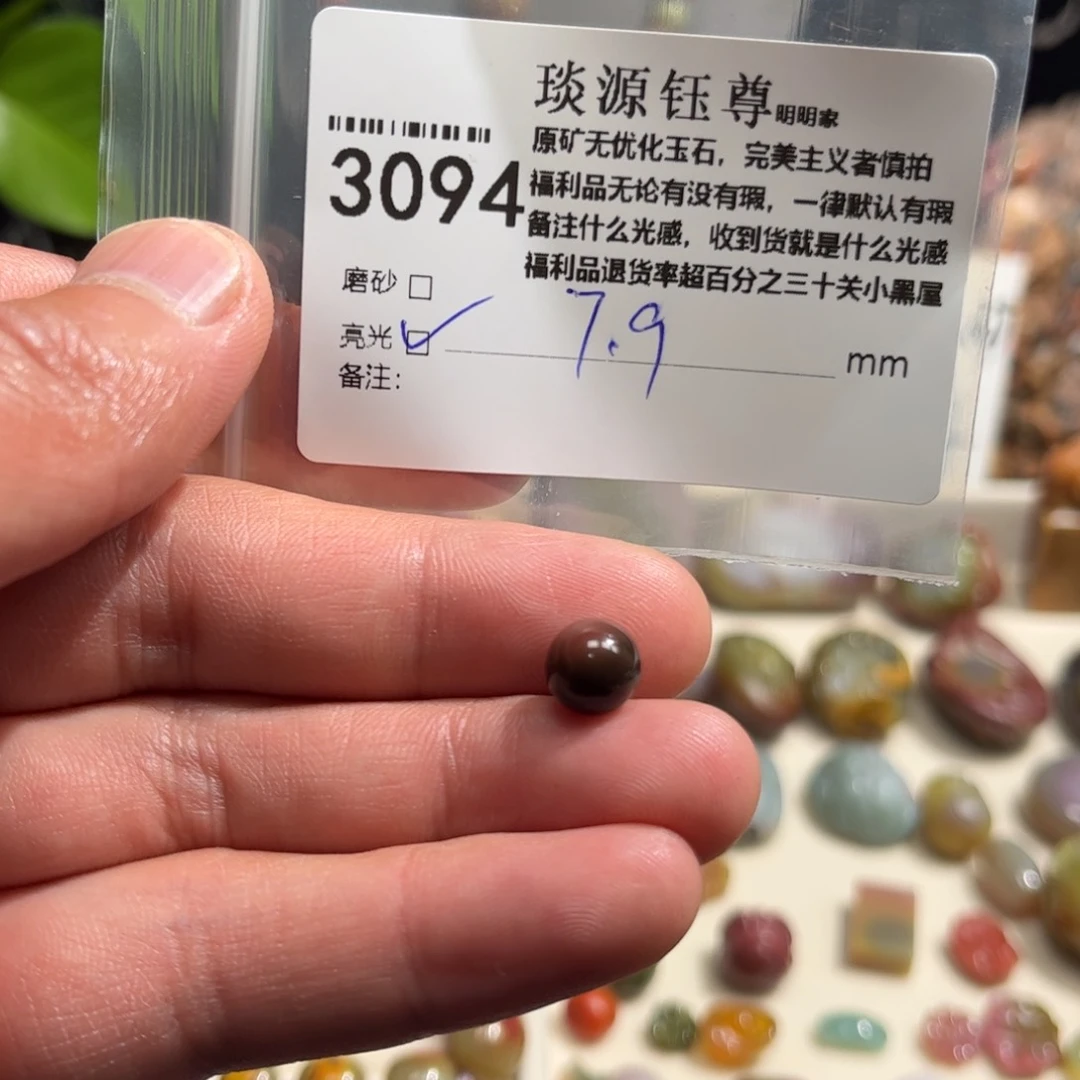 琰源钰尊明明家
原矿无优化玉石，完美主义者慎拍
福利品无论有没有瑕，一律默认有瑕
备注什么光感，收到货就是什么光感
福利品退货率超百分之三十关小黑屋
3094
磨砂 □
亮光 ☑ 7.9 mm
备注：